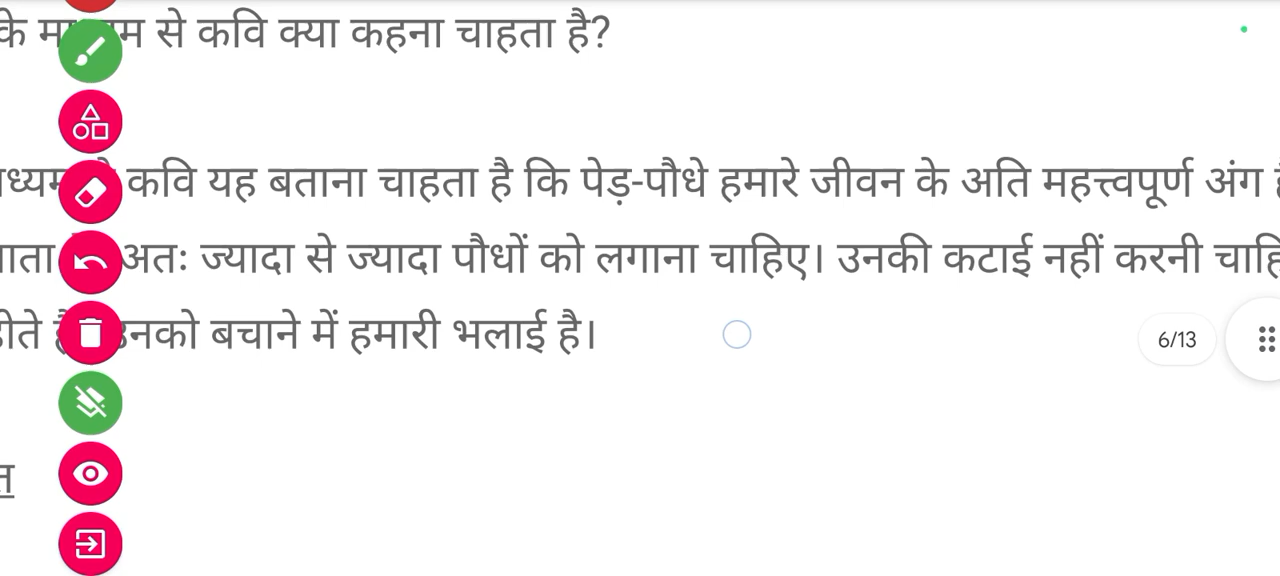 के माध्यम से कवि क्या कहना चाहता है?
कवि यह बताना चाहता है कि पेड़-पौधे हमारे जीवन के अति महत्त्वपूर्ण अंग
अतः ज्यादा से ज्यादा पौधों को लगाना चाहिए। उनकी कटाई नहीं करनी
उनको बचाने में हमारी भलाई है।
6/13